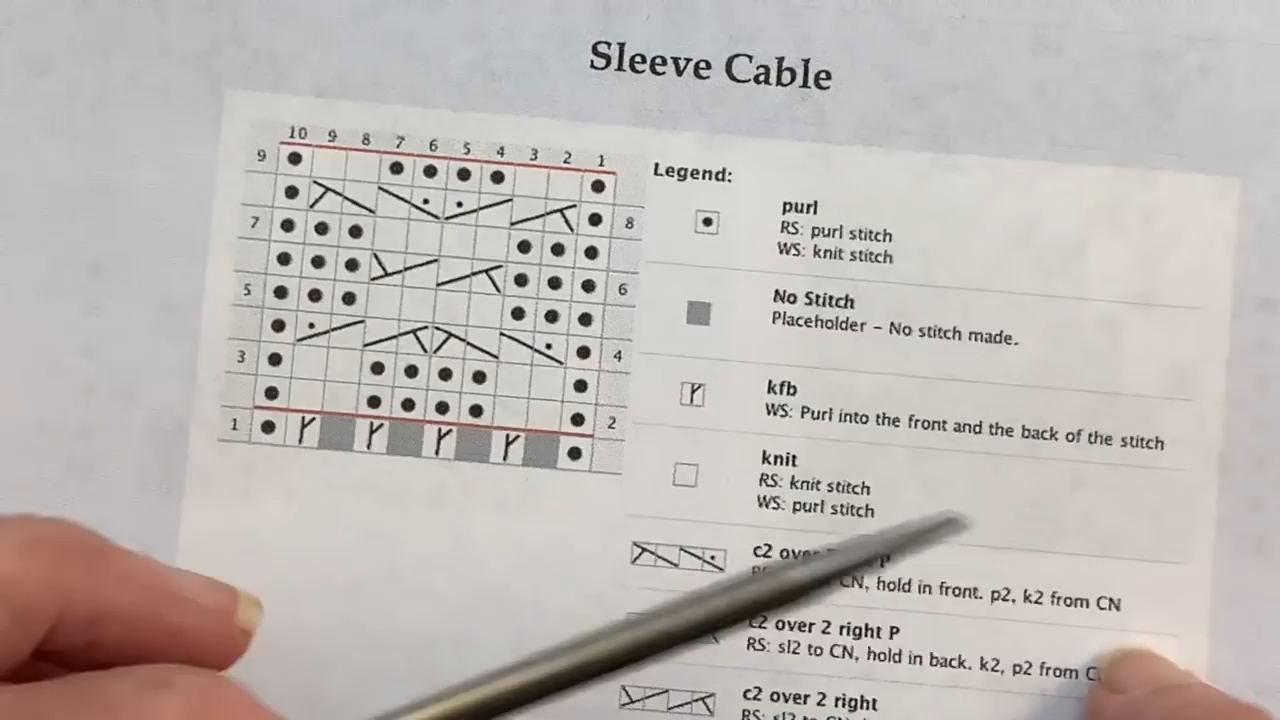 Sleeve Cable
10 9 8 7 6 5 4 3 2 1
9
8
7
6
5
4
3
2
1
Legend:
purl
RS: purl stitch
WS: knit stitch
No Stitch
Placeholder – No stitch made.
kfb
WS: Purl into the front and the back of the stitch
knit
RS: knit stitch
WS: purl stitch
c2 over P
CN, hold in front. p2, k2 from CN
c2 over 2 right P
RS: sl2 to CN, hold in back. k2, p2 from
c2 over 2 right
RS: sl2